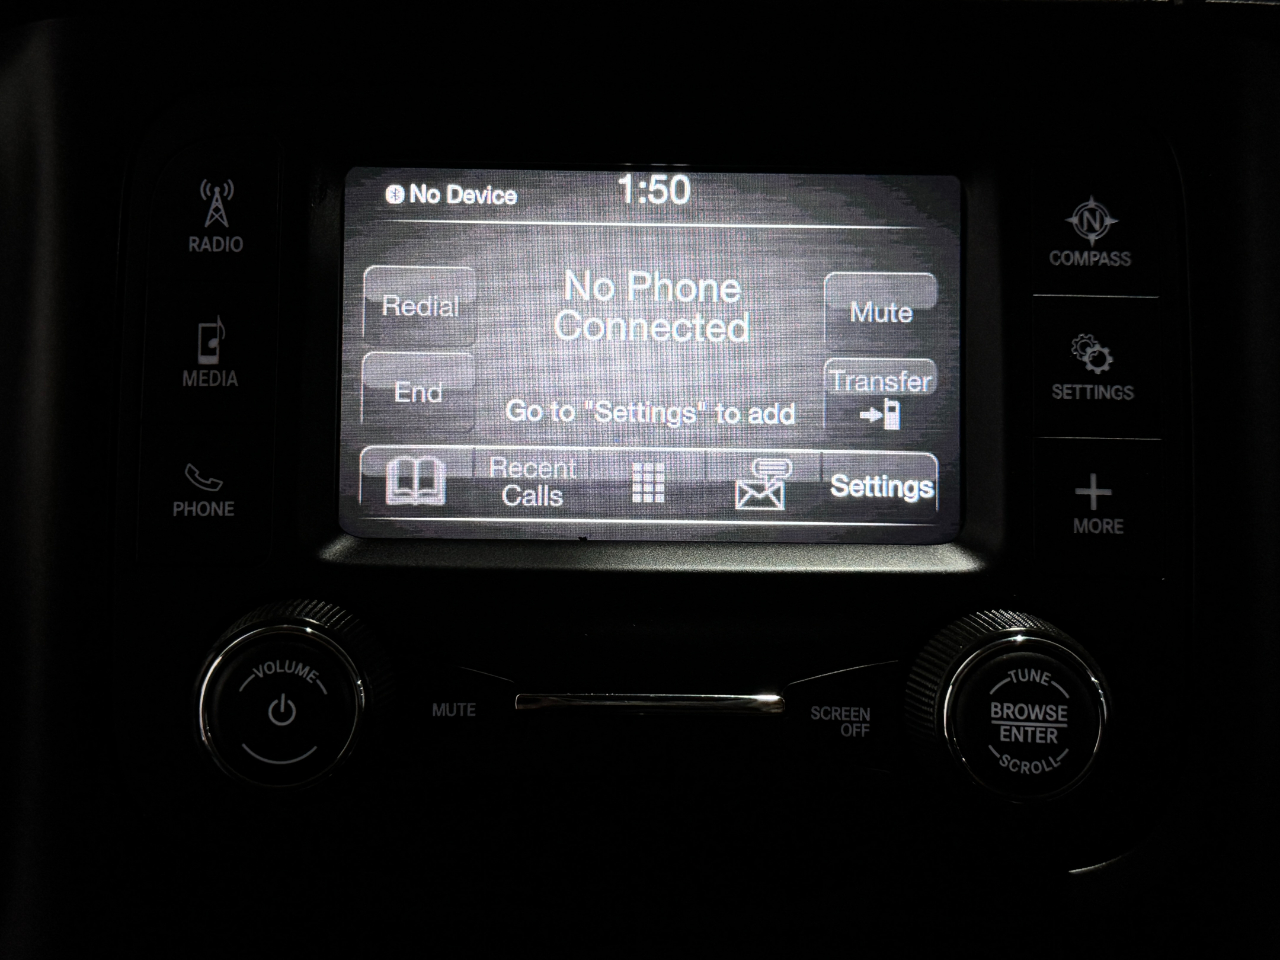 No Device
1:50
RADIO
COMPASS
Redial
No Phone
Connected
Mute
MEDIA
End
Go to "Settings" to add
Transfer
SETTINGS
PHONE
Recent
Calls
Settings
MORE
VOLUME
MUTE
SCREEN
OFF
TUNE
BROWSE
ENTER
SCROLL
N